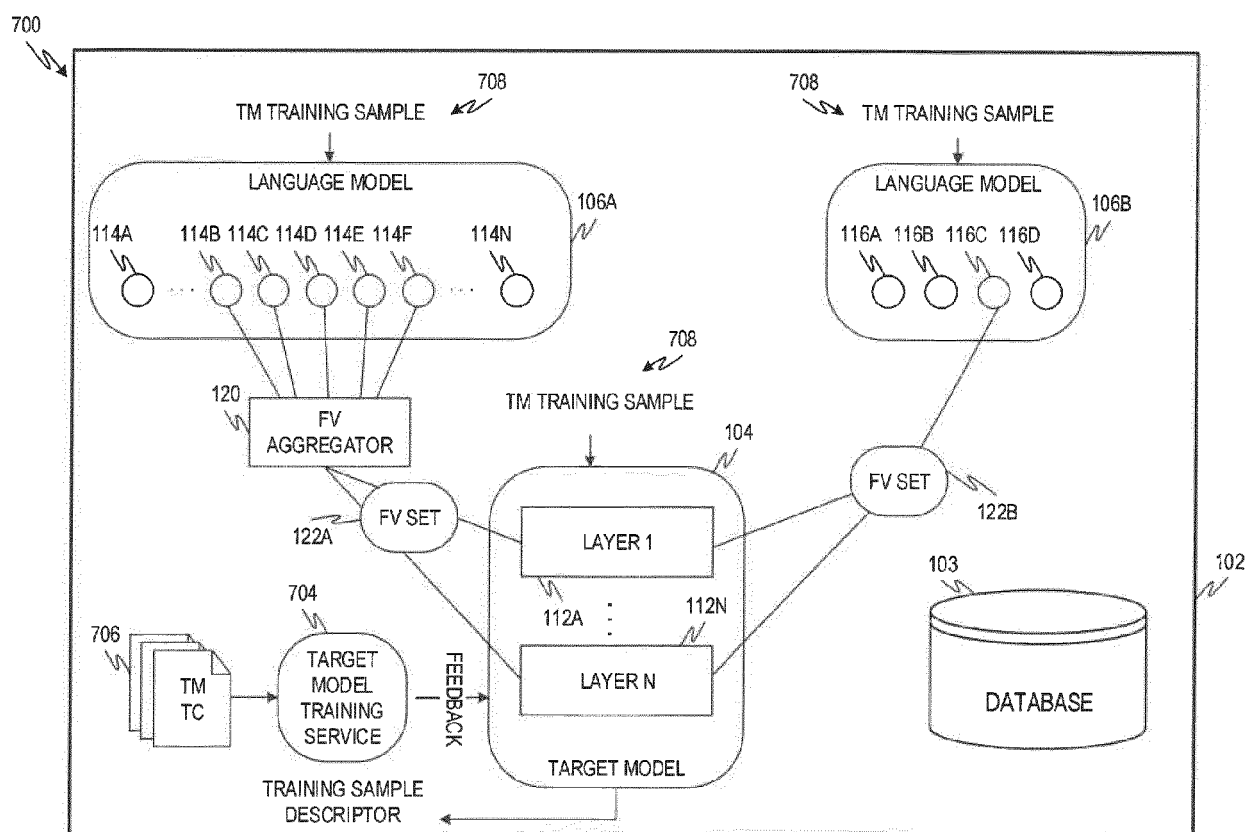 700
708
708
TM TRAINING SAMPLE
TM TRAINING SAMPLE
LANGUAGE MODEL
LANGUAGE MODEL
106A
106B
114A
114B
114C
114D
114E
114F
114N
116A
116B
116C
116D
...
...
708
TM TRAINING SAMPLE
120
FV
AGGREGATOR
104
FV SET
122A
FV SET
122B
LAYER 1
112A
112N
LAYER N
TARGET MODEL
103
102
DATABASE
704
706
TM
TC
TARGET
MODEL
TRAINING
SERVICE
FEEDBACK
TRAINING SAMPLE
DESCRIPTOR